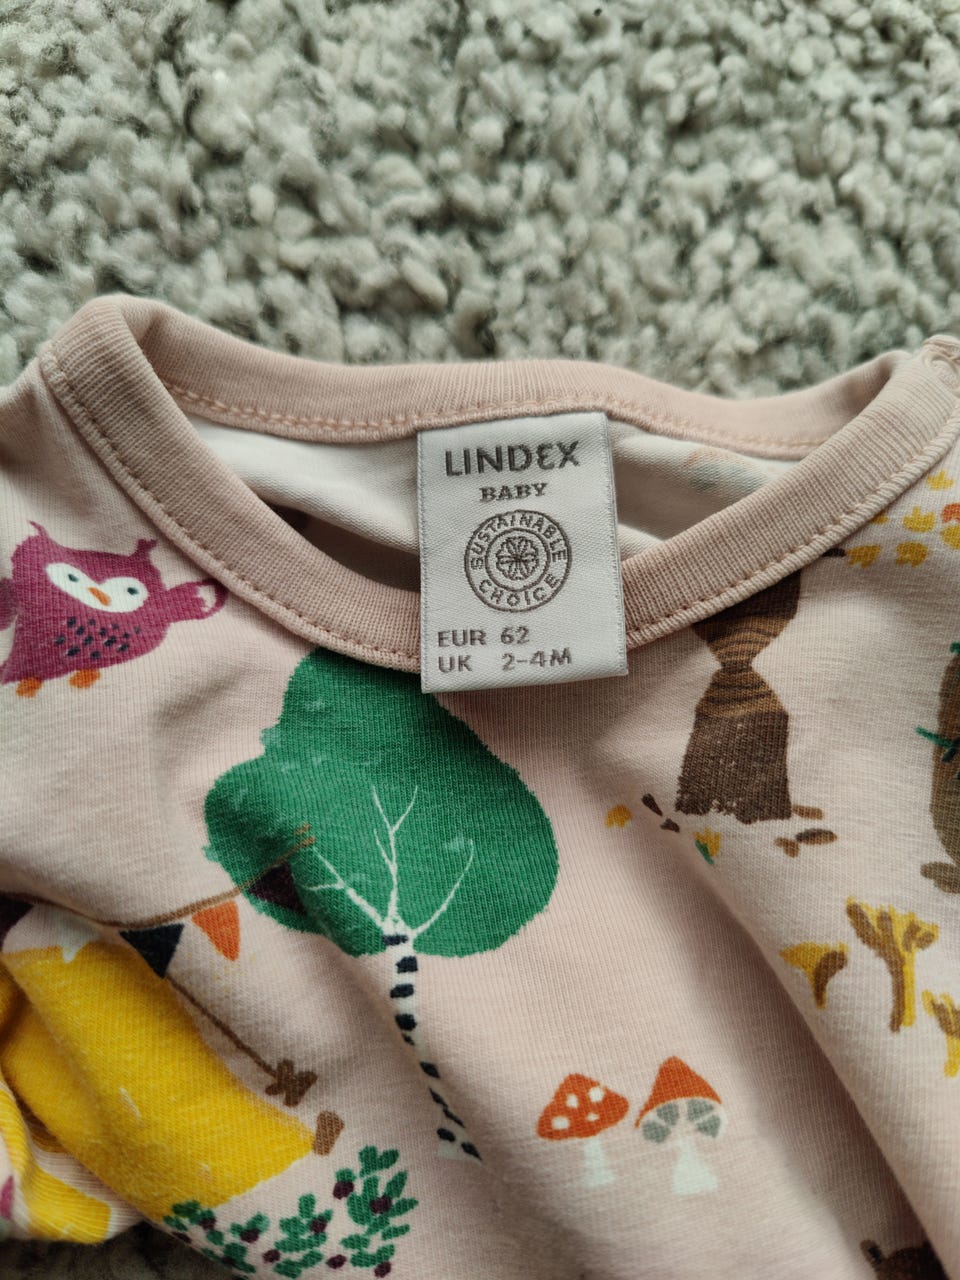 LINDEX
BABY
SUSTAINABLE
CHOICE
EUR 62
UK 2-4M